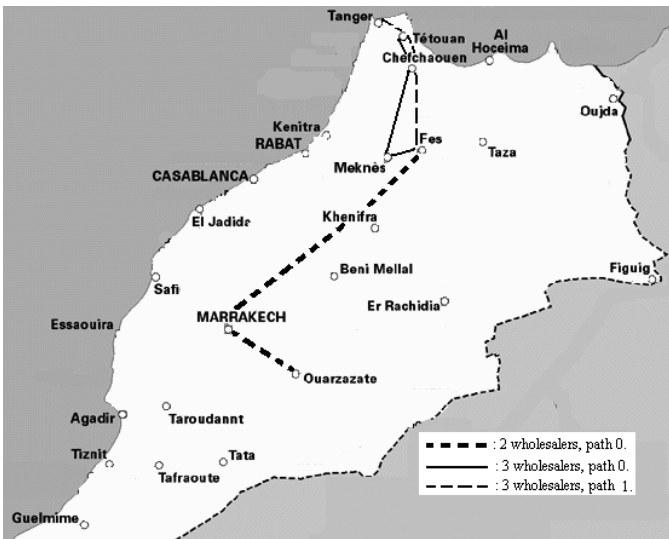 Tanger
Tétouan
Al
Hoceima
Chefchaouen
Oujda
Kenitra
RABAT
Fes
Taza
Meknès
CASABLANCA
El Jadide
Khenifra
Beni Mellal
Figuig
Safi
Er Rachidia
MARRAKECH
Essaouira
Ouarzazate
Agadir
Taroudannt
Tiznit
Tata
Tafraoute
Guelmime
: 2 wholesalers, path 0.
: 3 wholesalers, path 0.
: 3 wholesalers, path 1.